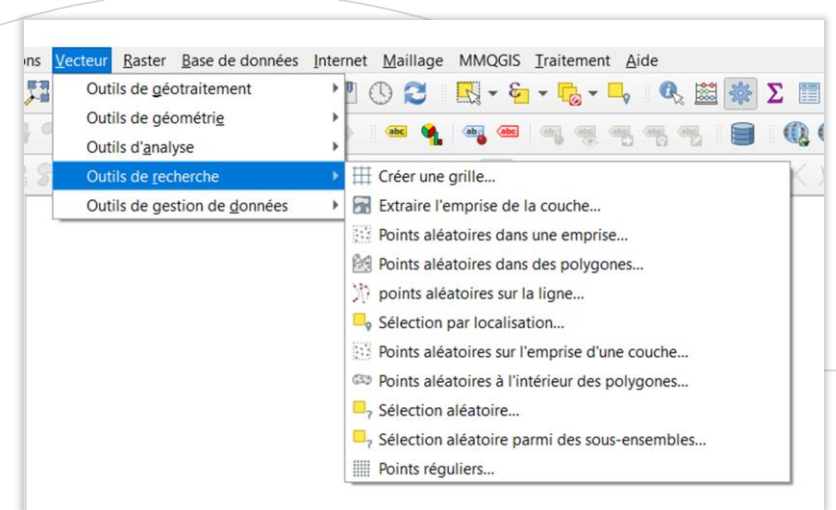 ns Vecteur Raster Base de données Internet Maillage MMQGIS Traitement Aide
Outils de géotraitement
Outils de géométrie
abc abc
Outils d'analyse
Outils de recherche
Outils de gestion de données
Créer une grille...
Extraire l'emprise de la couche...
Points aléatoires dans une emprise...
Points aléatoires dans des polygones...
points aléatoires sur la ligne...
Sélection par localisation...
Points aléatoires sur l'emprise d'une couche...
Points aléatoires à l'intérieur des polygones...
Sélection aléatoire...
Sélection aléatoire parmi des sous-ensembles...
Points réguliers...